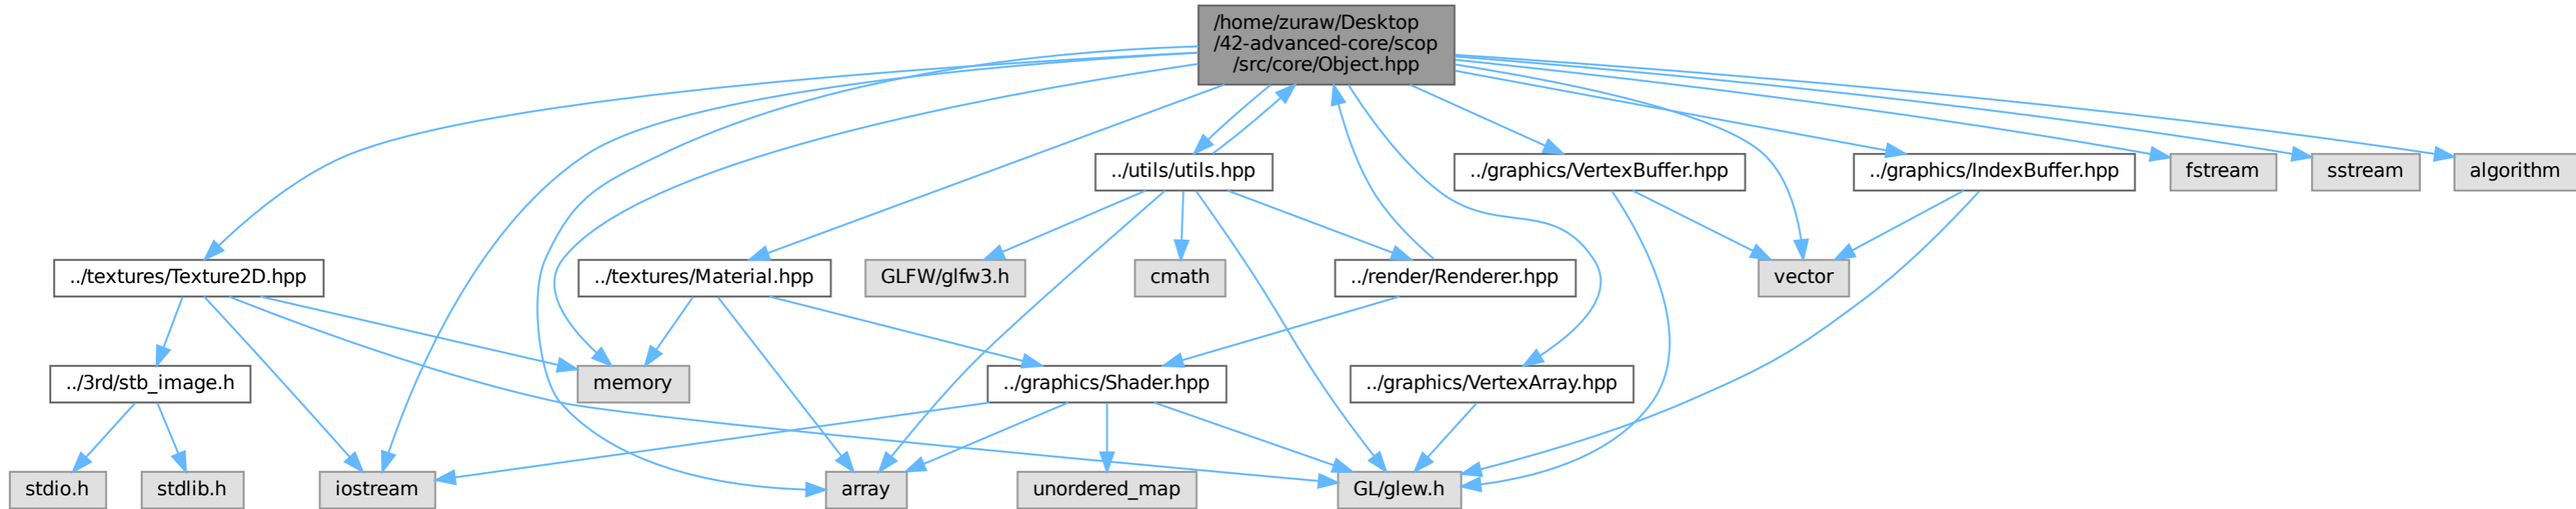 /home/zuraw/Desktop
/42-advanced-core/scop
/src/core/Object.hpp
../utils/utils.hpp
../graphics/VertexBuffer.hpp
../graphics/IndexBuffer.hpp
fstream
sstream
algorithm
../textures/Texture2D.hpp
../textures/Material.hpp
GLFW/glfw3.h
cmath
../render/Renderer.hpp
vector
../3rd/stb_image.h
memory
../graphics/Shader.hpp
../graphics/VertexArray.hpp
stdio.h
stdlib.h
iostream
array
unordered_map
GL/glew.h